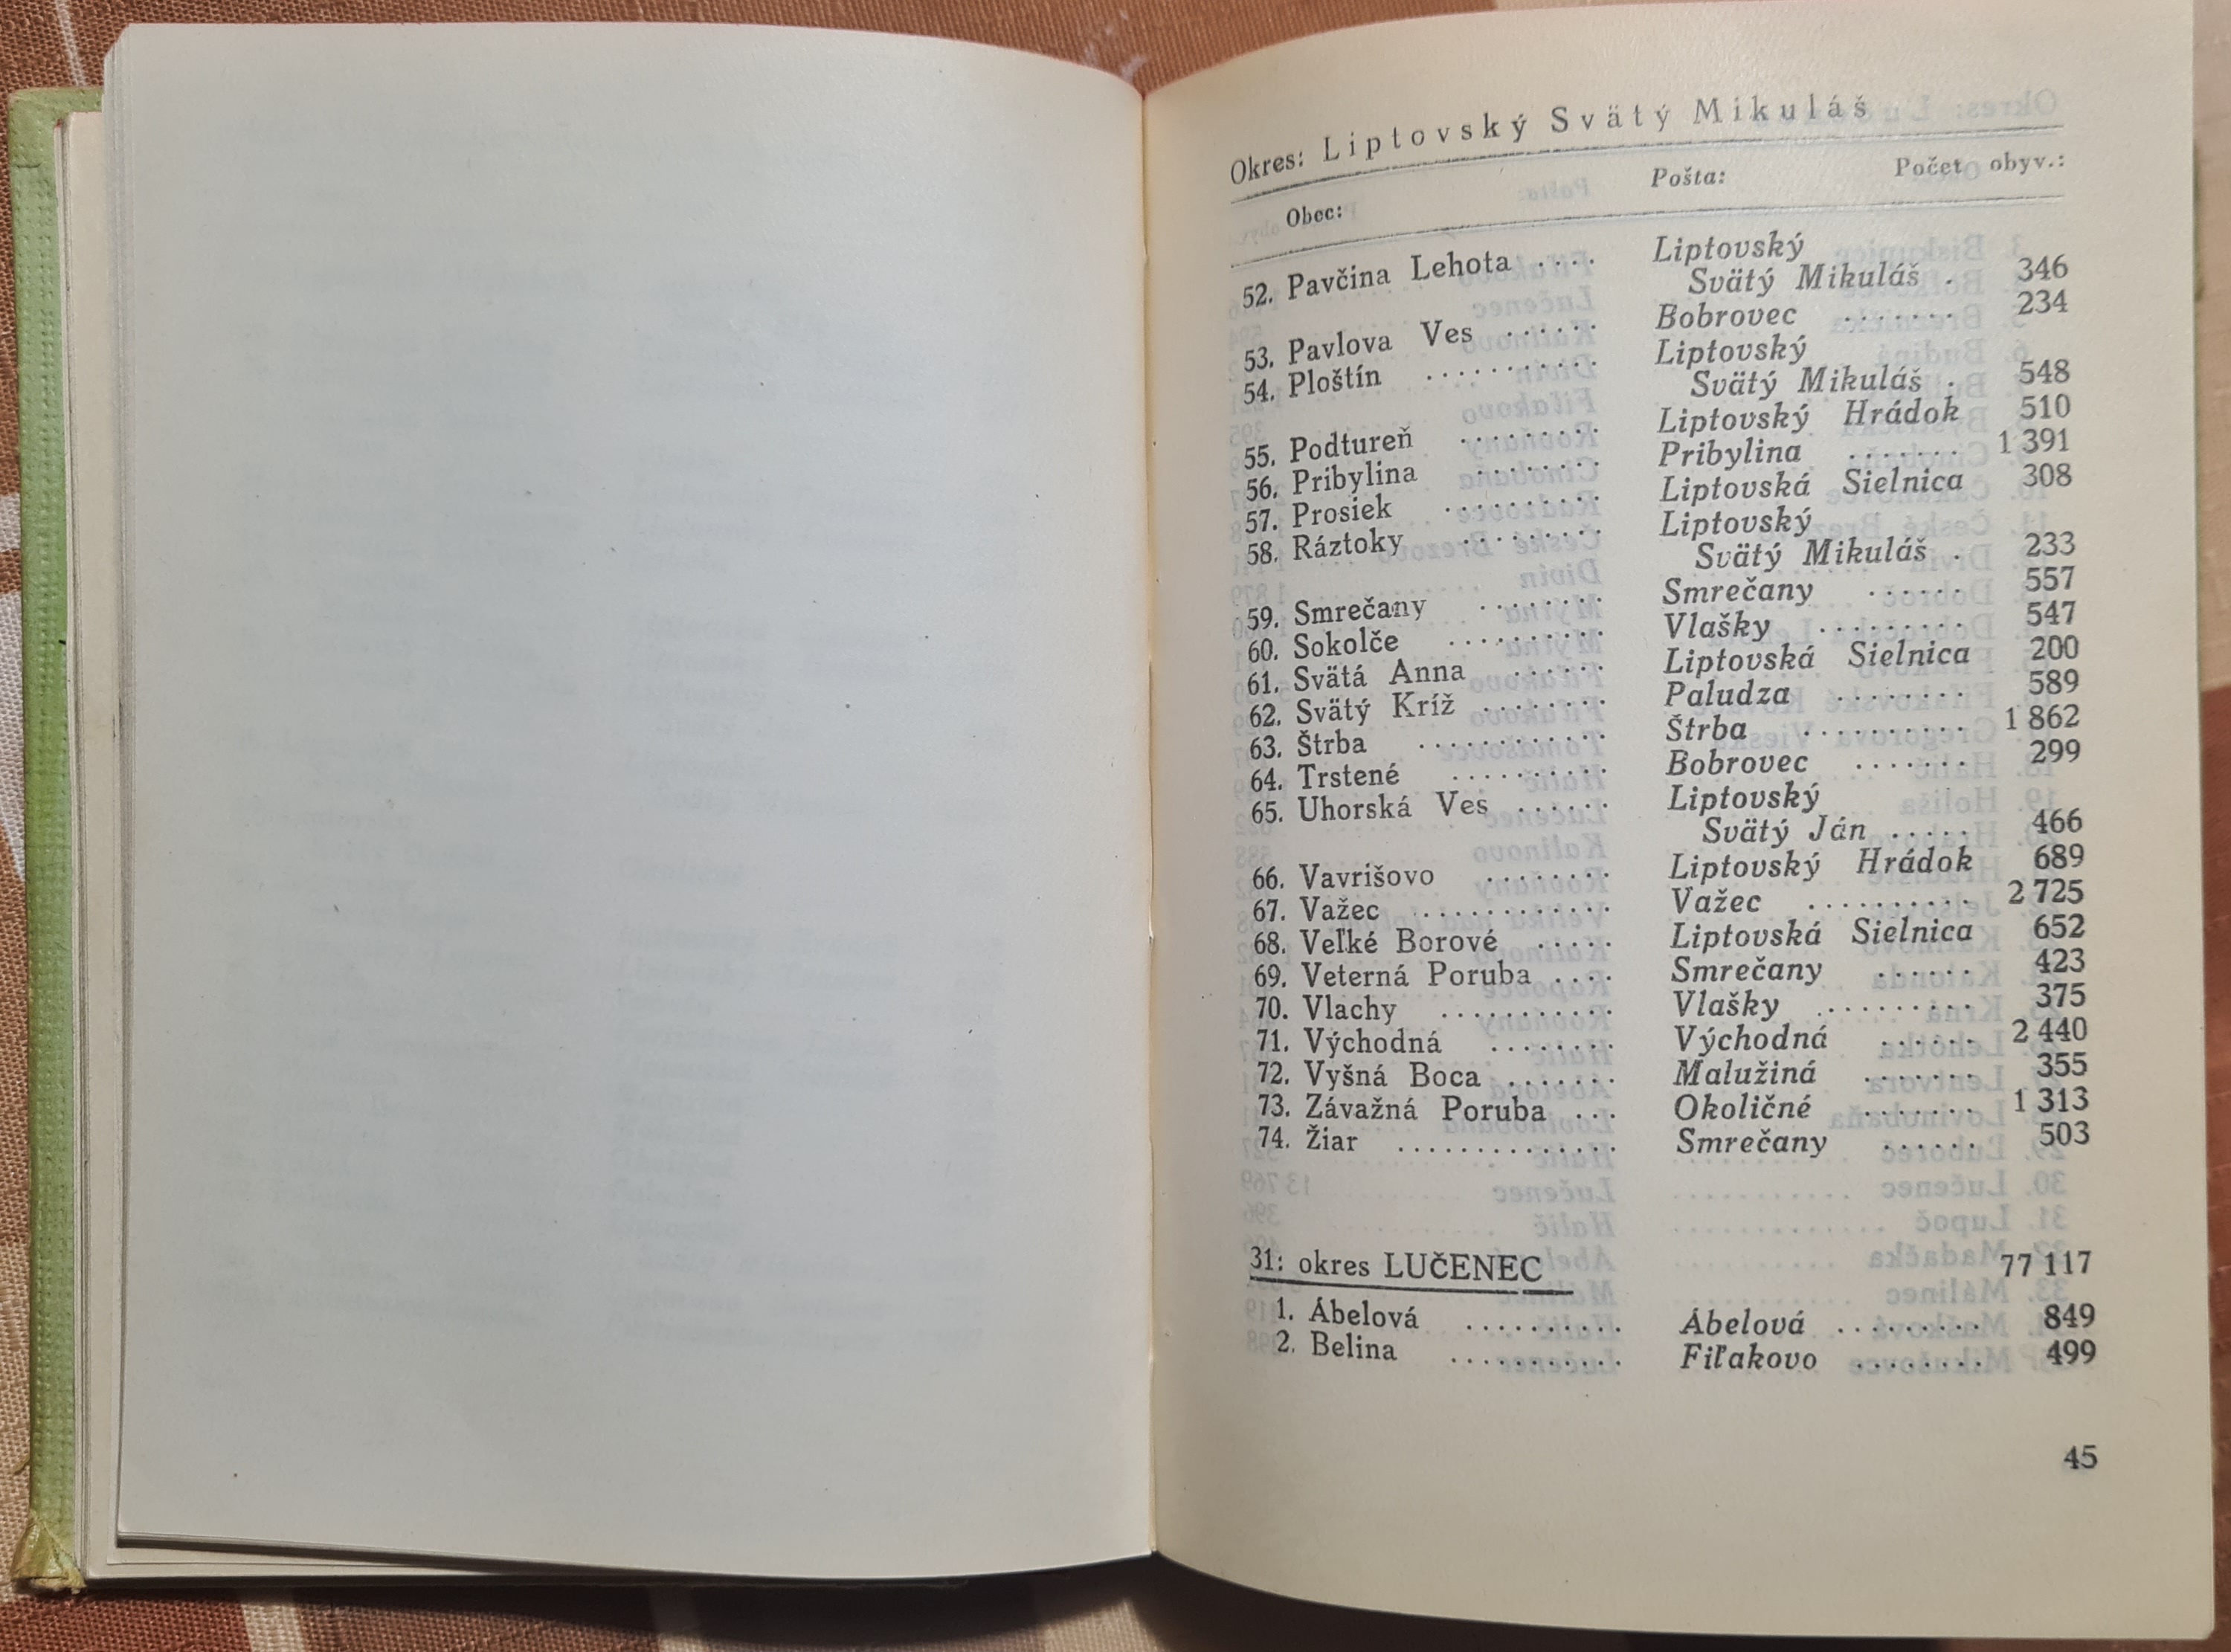 Okres: Liptovský Svätý Mikuláš
Obec: Pošta: Počet obyv.:
52. Pavčina Lehota .... Liptovský
Svätý Mikuláš . 346
53. Pavlova Ves ...... Bobrovec ....... 234
54. Ploštín .......... Liptovský
Svätý Mikuláš . 548
55. Podtureň ........ Liptovský Hrádok 510
56. Pribylina ........ Pribylina ....... 1 391
57. Prosiek .......... Liptovská Sielnica 308
58. Ráztoky ......... Liptovský
Svätý Mikuláš . 233
59. Smrečany ........ Smrečany ...... 557
60. Sokolče .......... Vlašky ......... 547
61. Svätá Anna ...... Liptovská Sielnica 200
62. Svätý Kríž ........ Paludza ........ 589
63. Štrba ............ Štrba .......... 1 862
64. Trstené .......... Bobrovec ....... 299
65. Uhorská Ves ...... Liptovský
Svätý Ján ..... 466
66. Vavrišovo ........ Liptovský Hrádok 689
67. Važec ............ Važec .......... 2 725
68. Veľké Borové ..... Liptovská Sielnica 652
69. Veterná Poruba .... Smrečany ...... 423
70. Vlachy ........... Vlašky ......... 375
71. Východná ........ Východná ...... 2 440
72. Vyšná Boca ....... Malužiná ....... 355
73. Závažná Poruba ... Okoličné ....... 1 313
74. Žiar .............. Smrečany ...... 503
31: okres LUČENEC 77 117
1. Ábelová .......... Ábelová ......... 849
2. Belina ........... Fiľakovo ........ 499
45